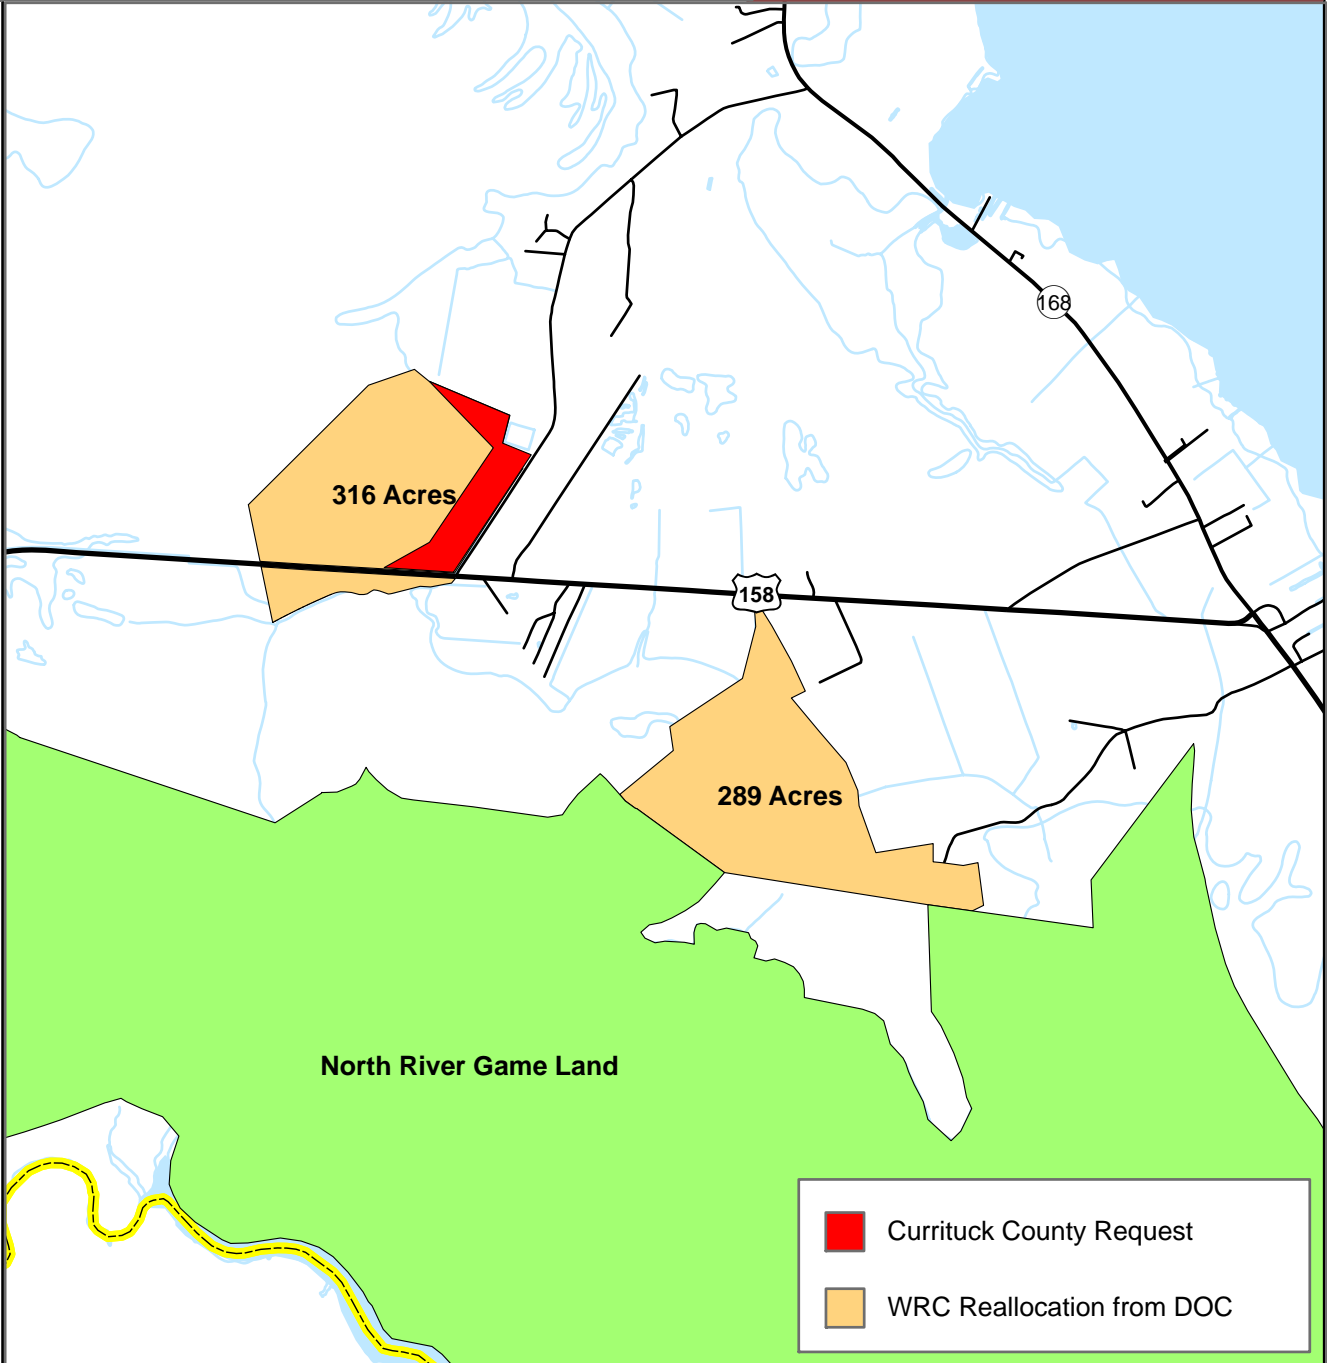 168
316 Acres
158
289 Acres
North River Game Land
Currituck County Request
WRC Reallocation from DOC